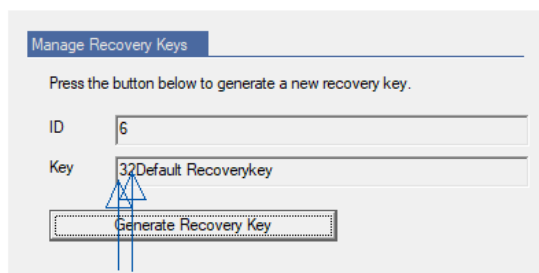 Manage Recovery Keys
Press the button below to generate a new recovery key.
ID 6
Key 32Default Recoverykey
Generate Recovery Key